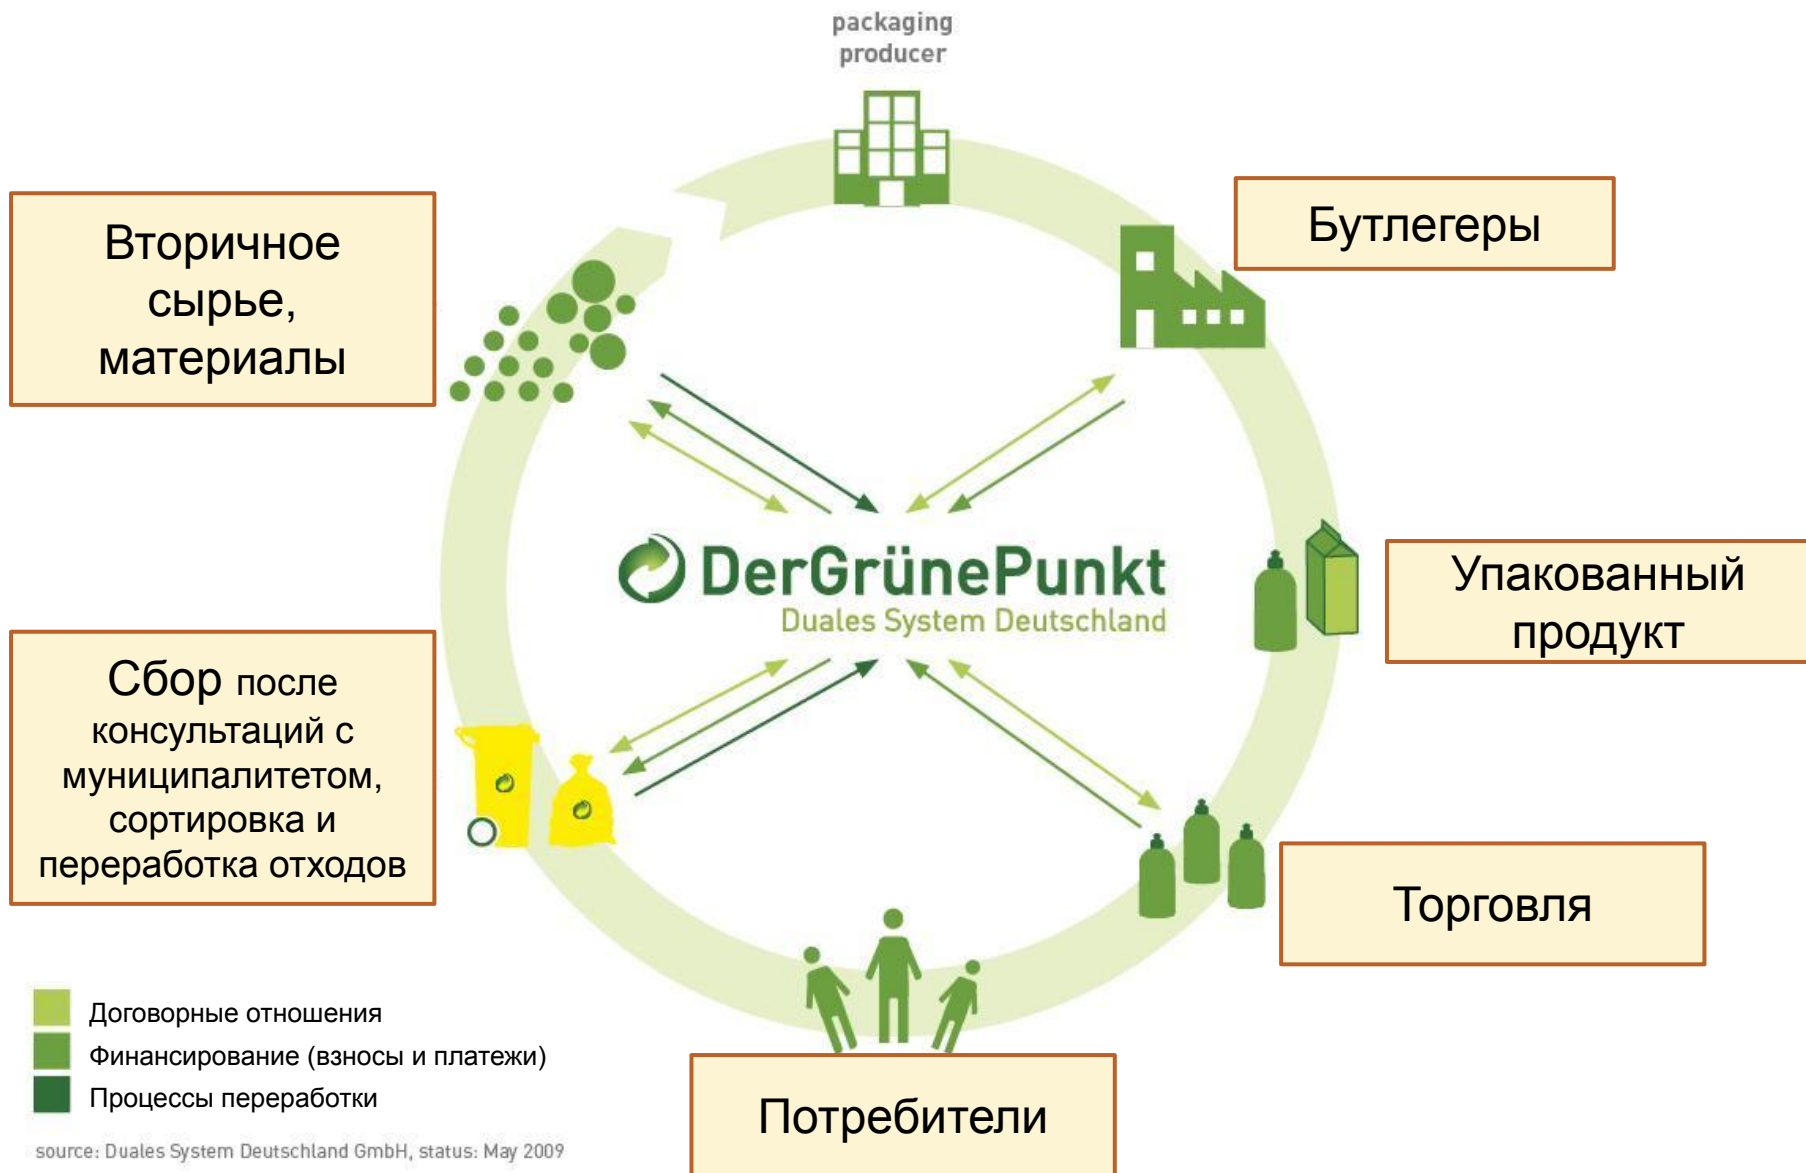 packaging
producer
Вторичное
сырье,
материалы
Бутлегеры
DerGrünePunkt
Duales System Deutschland
Упакованный
продукт
Сбор после
консультаций с
муниципалитетом,
сортировка и
переработка отходов
Торговля
Потребители
Договорные отношения
Финансирование (взносы и платежи)
Процессы переработки
source: Duales System Deutschland GmbH, status: May 2009